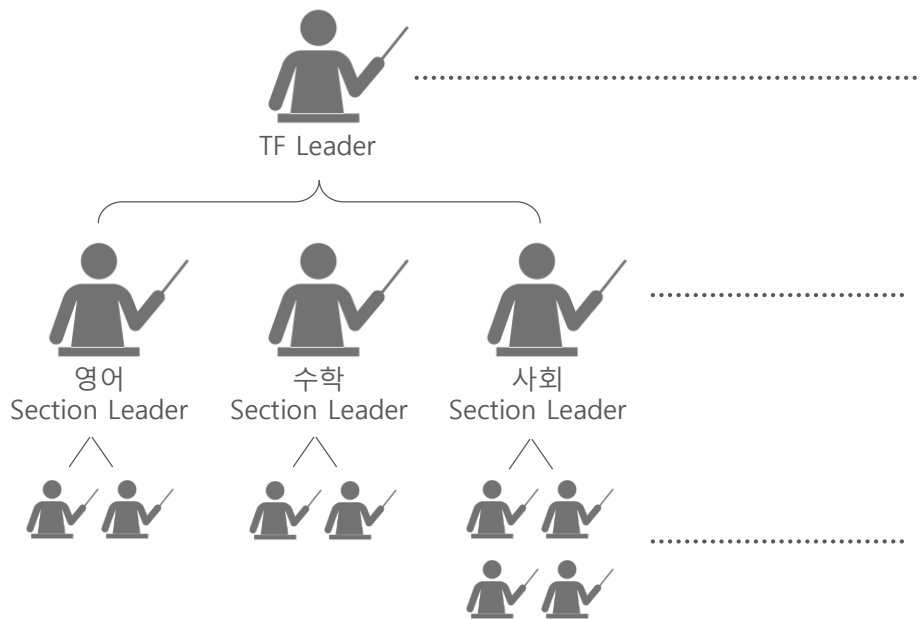 TF Leader
영어
Section Leader
수학
Section Leader
사회
Section Leader